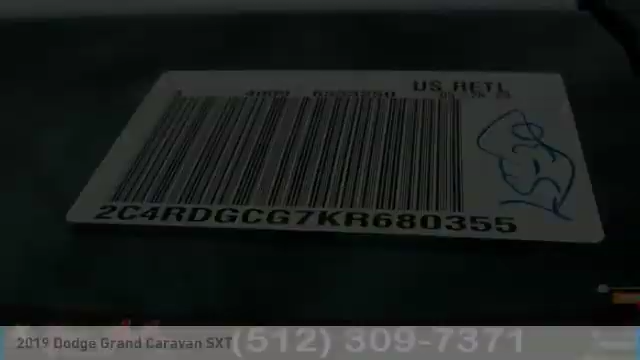 US RETL
2C4RDGCG7KR680355
2019 Dodge Grand Caravan SXT
(512) 309-7371